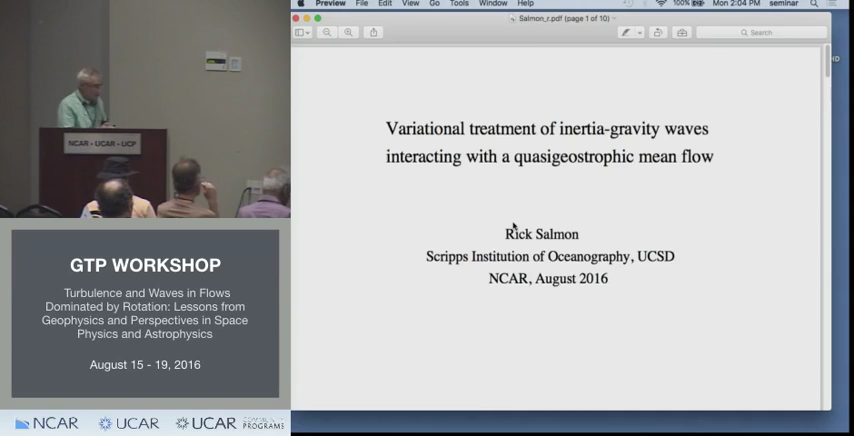 Preview File Edit View Go Tools Window Help
100% Mon 2:04 PM seminar
Salmon_r.pdf (page 1 of 10)
Search
HD
Variational treatment of inertia-gravity waves
interacting with a quasigeostrophic mean flow
Rick Salmon
Scripps Institution of Oceanography, UCSD
NCAR, August 2016
NCAR • UCAR • UCP
GTP WORKSHOP
Turbulence and Waves in Flows
Dominated by Rotation: Lessons from
Geophysics and Perspectives in Space
Physics and Astrophysics
August 15 - 19, 2016
NCAR
UCAR
UCAR
PROGRAMS